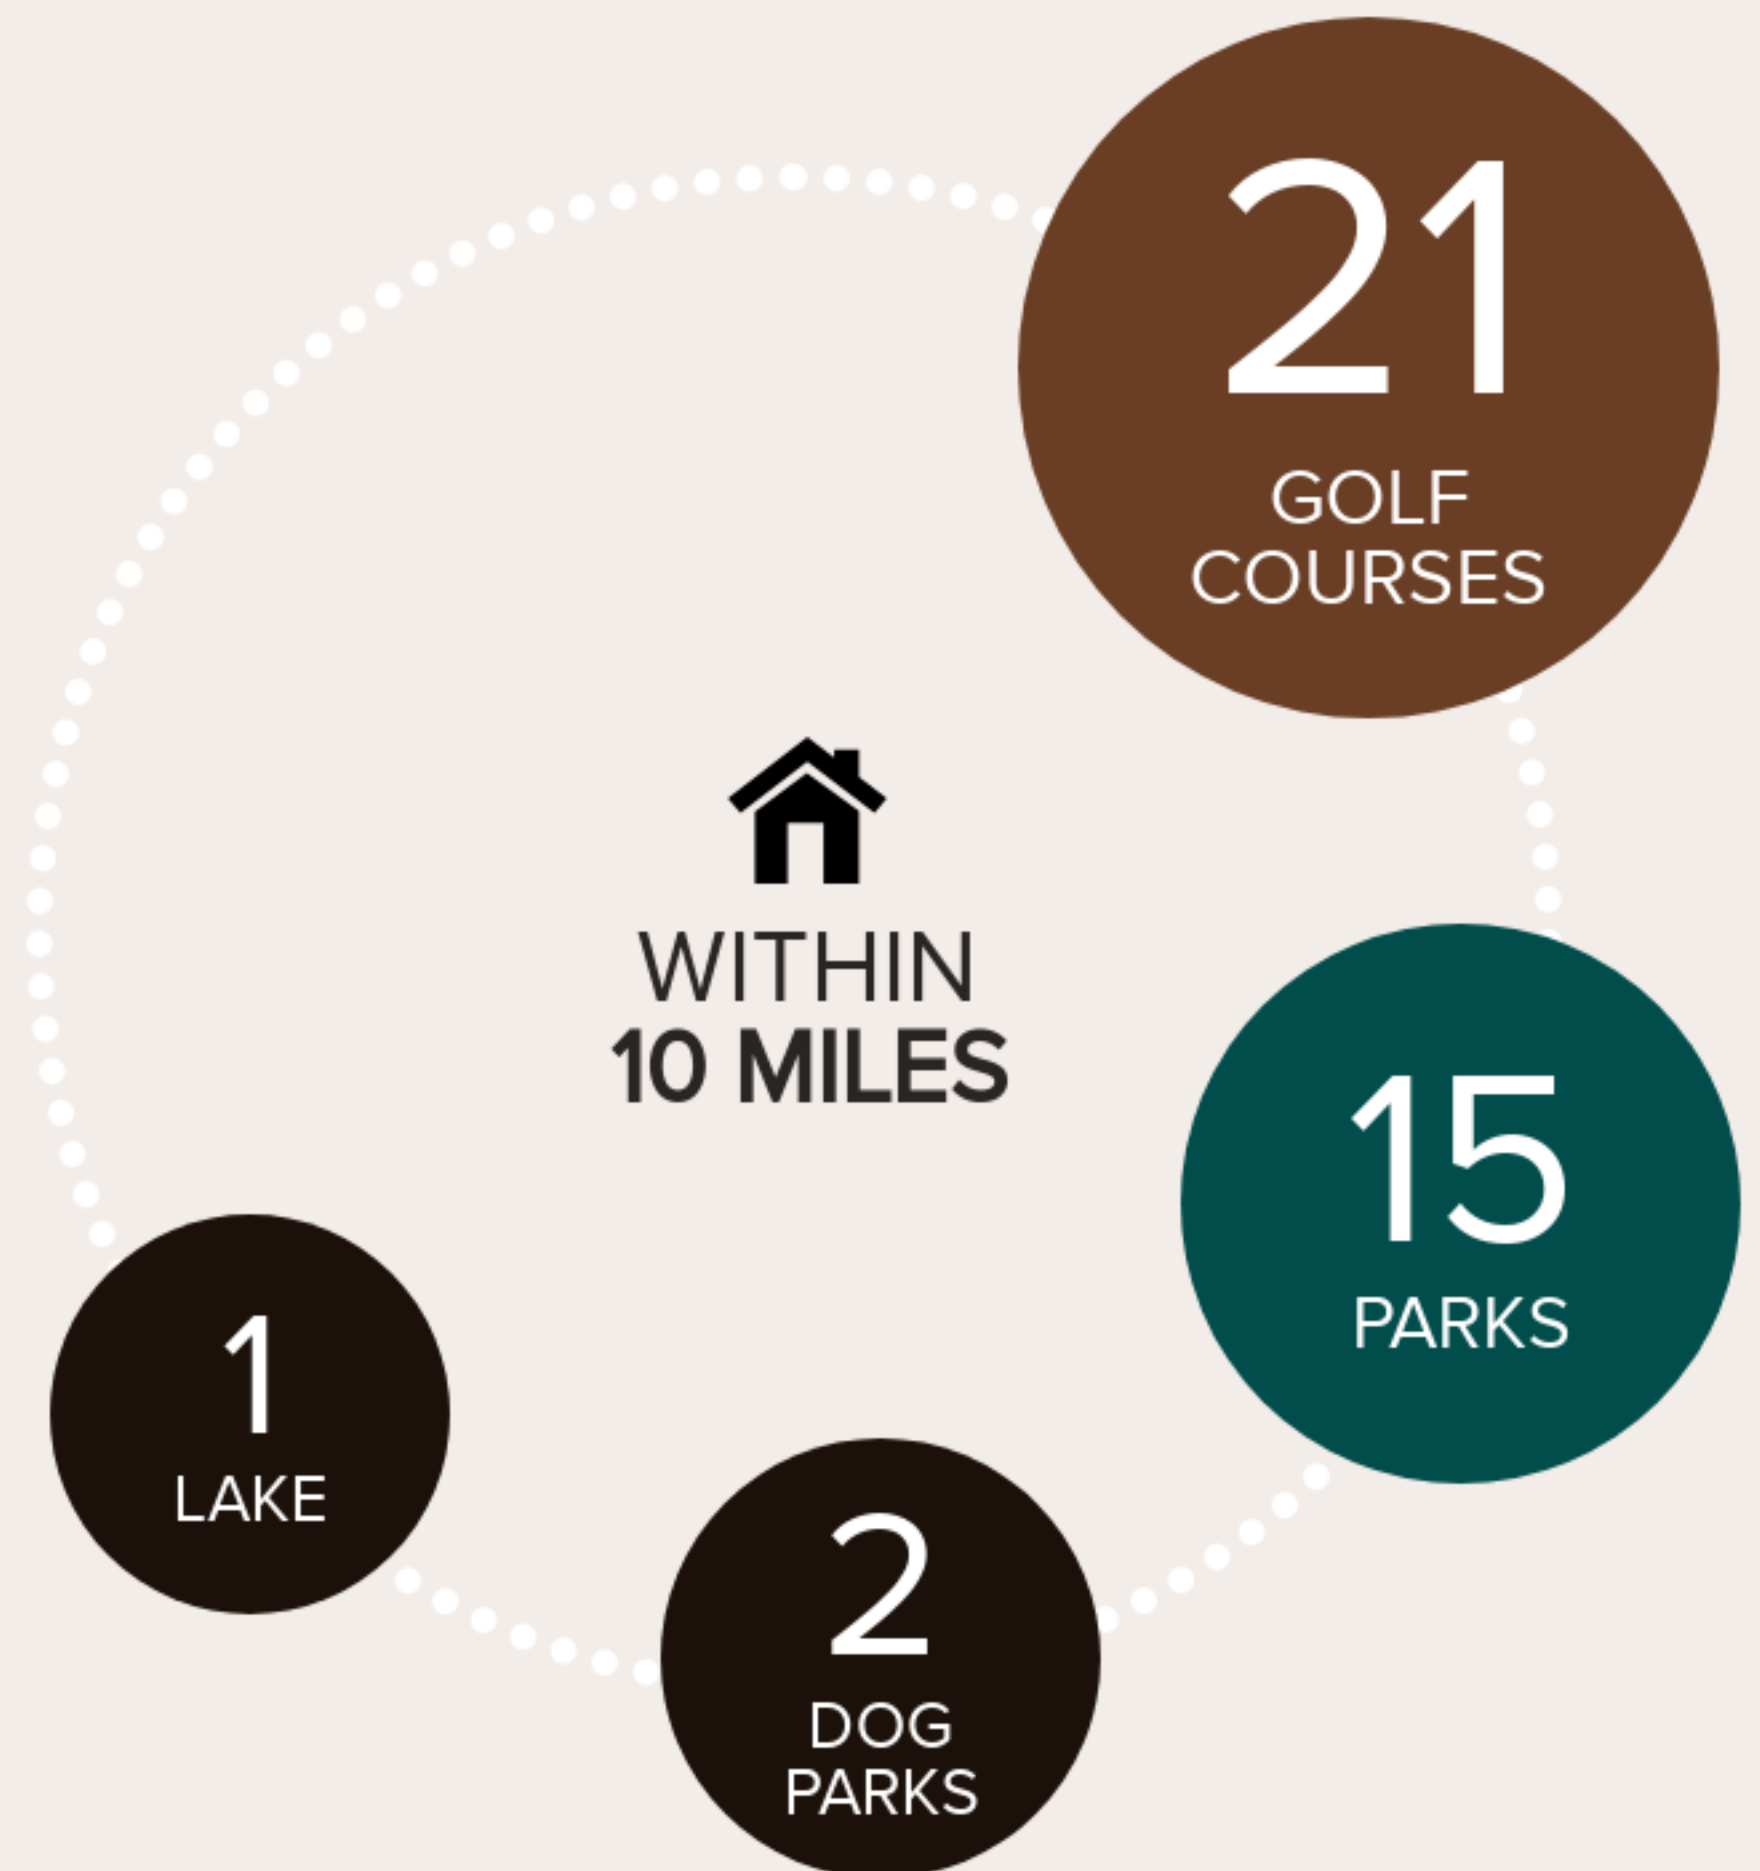 21
GOLF
COURSES
WITHIN
10 MILES
15
PARKS
1
LAKE
2
DOG
PARKS